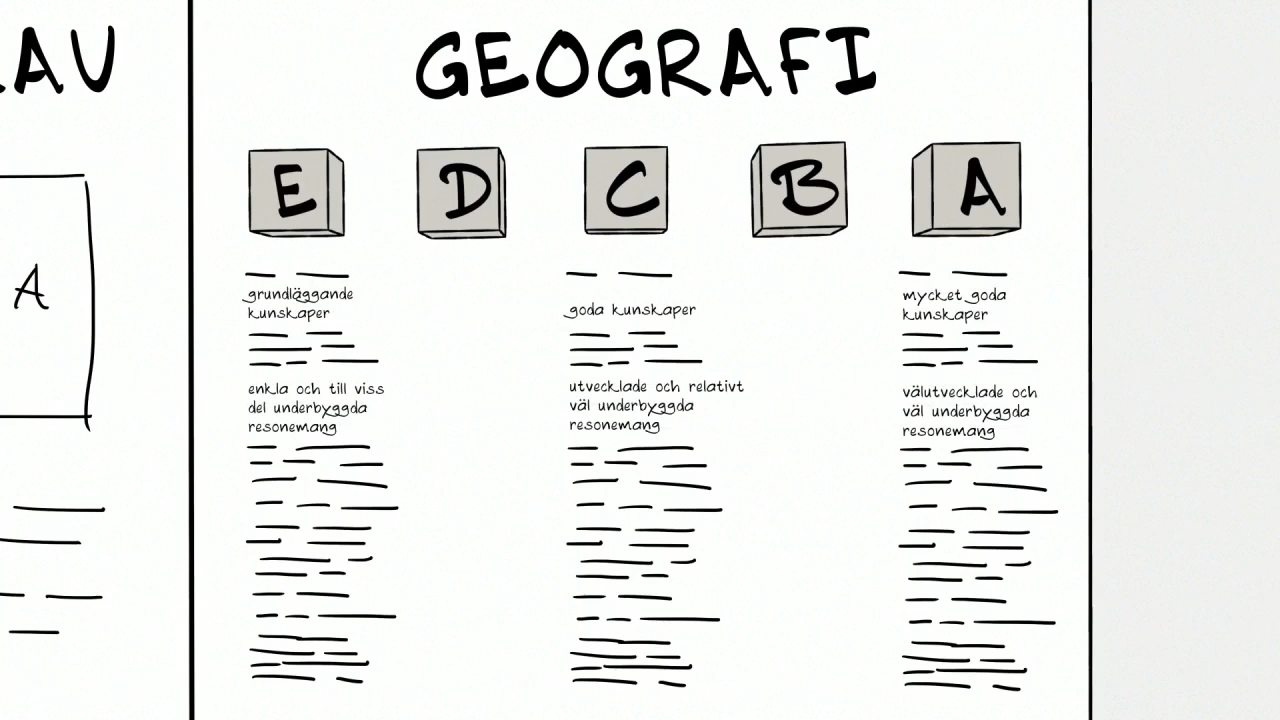 RAV
A
GEOGRAFI
E D C B A
grundläggande
kunskaper
enkla och till viss
del underbyggda
resonemang
goda kunskaper
utvecklade och relativt
väl underbyggda
resonemang
mycket goda
kunskaper
välutvecklade och
väl underbyggda
resonemang